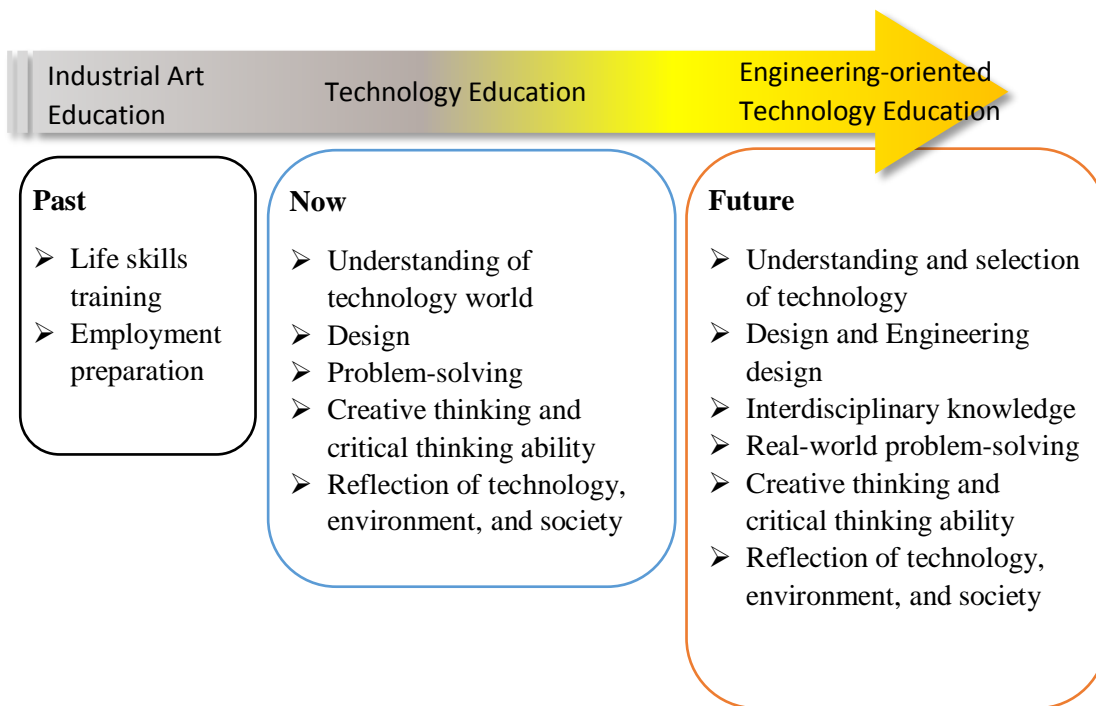 Industrial Art
Education
Technology Education
Engineering-oriented
Technology Education
Past
➢ Life skills
training
➢ Employment
preparation
Now
➢ Understanding of
technology world
➢ Design
➢ Problem-solving
➢ Creative thinking and
critical thinking ability
➢ Reflection of technology,
environment, and society
Future
➢ Understanding and selection
of technology
➢ Design and Engineering
design
➢ Interdisciplinary knowledge
➢ Real-world problem-solving
➢ Creative thinking and
critical thinking ability
➢ Reflection of technology,
environment, and society